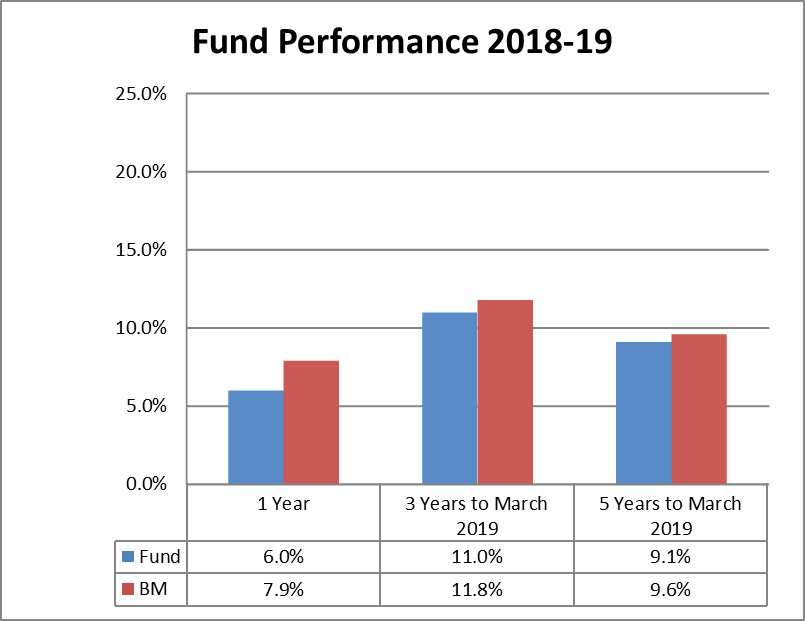 Fund Performance 2018-19
25.0%
20.0%
15.0%
10.0%
5.0%
0.0%
1 Year
3 Years to March
2019
5 Years to March
2019
Fund 6.0% 11.0% 9.1%
BM 7.9% 11.8% 9.6%